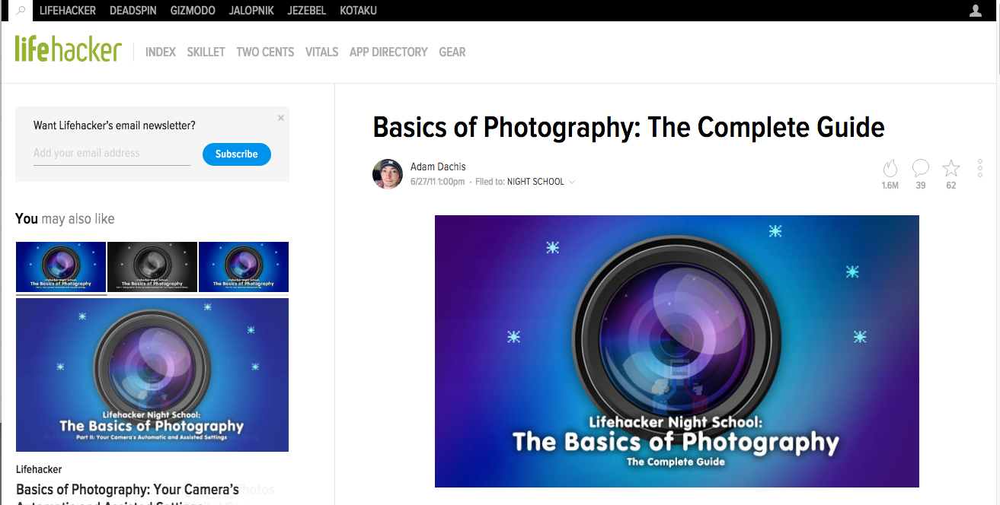 LIFEHACKER DEADSPIN GIZMODO JALOPNIK JEZEBEL KOTAKU
lifehacker INDEX SKILLET TWO CENTS VITALS APP DIRECTORY GEAR
Want Lifehacker's email newsletter?
Add your email address Subscribe
You may also like
Lifehacker Night School:
The Basics of Photography
Lifehacker Night School:
The Basics of Photography
Lifehacker Night School:
The Basics of Photography
Lifehacker Night School:
The Basics of Photography
Part II: Your Camera's Automatic and Assisted Settings
Lifehacker
Basics of Photography: Your Camera's
Automatic and Assisted Settings
Basics of Photography: The Complete Guide
Adam Dachis
6/27/11 1:00pm · Filed to: NIGHT SCHOOL
1.6M 39 62
Lifehacker Night School:
The Basics of Photography
The Complete Guide